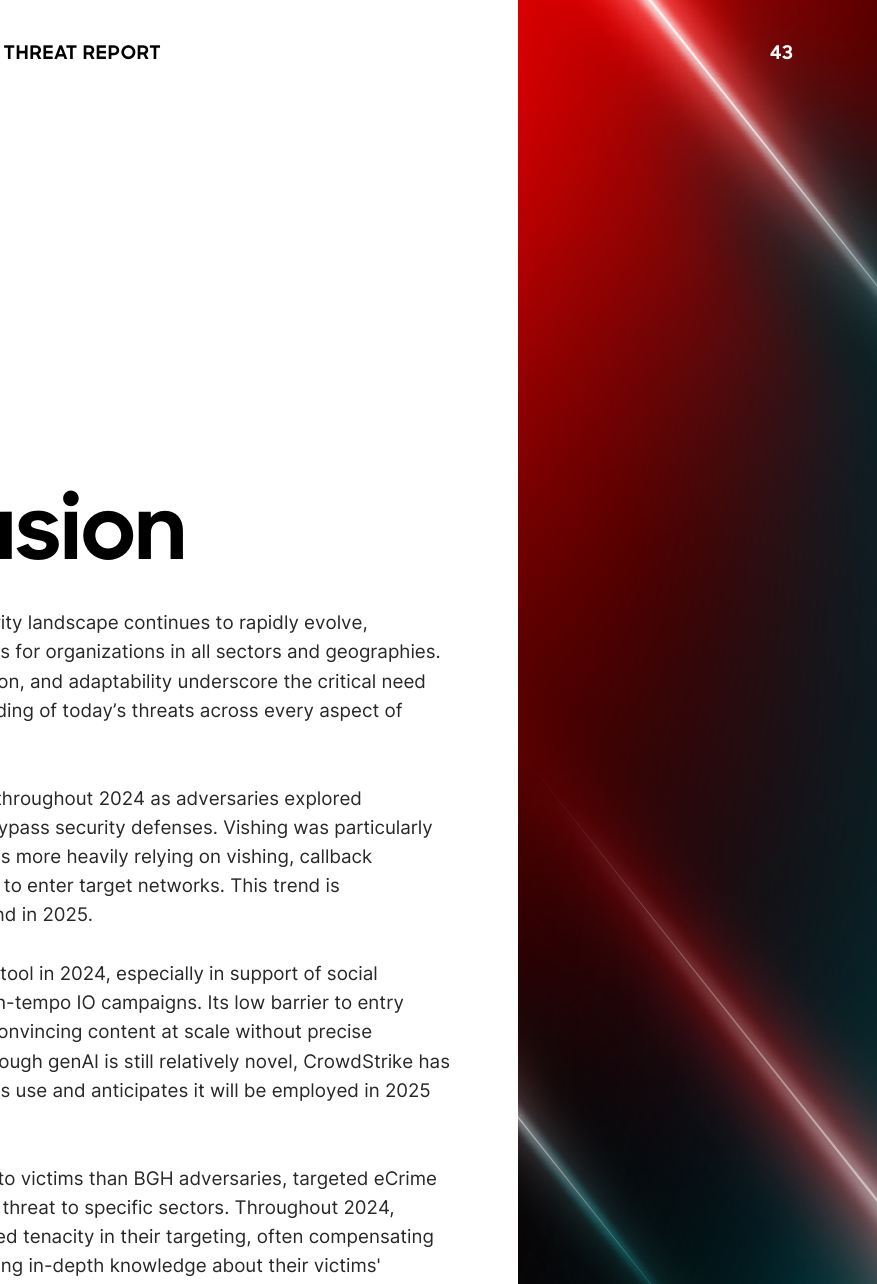 THREAT REPORT
43
usion
ity landscape continues to rapidly evolve,
s for organizations in all sectors and geographies.
on, and adaptability underscore the critical need
ding of today’s threats across every aspect of
throughout 2024 as adversaries explored
ypass security defenses. Vishing was particularly
s more heavily relying on vishing, callback
to enter target networks. This trend is
nd in 2025.
tool in 2024, especially in support of social
h-tempo IO campaigns. Its low barrier to entry
onvincing content at scale without precise
ough genAI is still relatively novel, CrowdStrike has
s use and anticipates it will be employed in 2025
to victims than BGH adversaries, targeted eCrime
threat to specific sectors. Throughout 2024,
ed tenacity in their targeting, often compensating
ng in-depth knowledge about their victims'